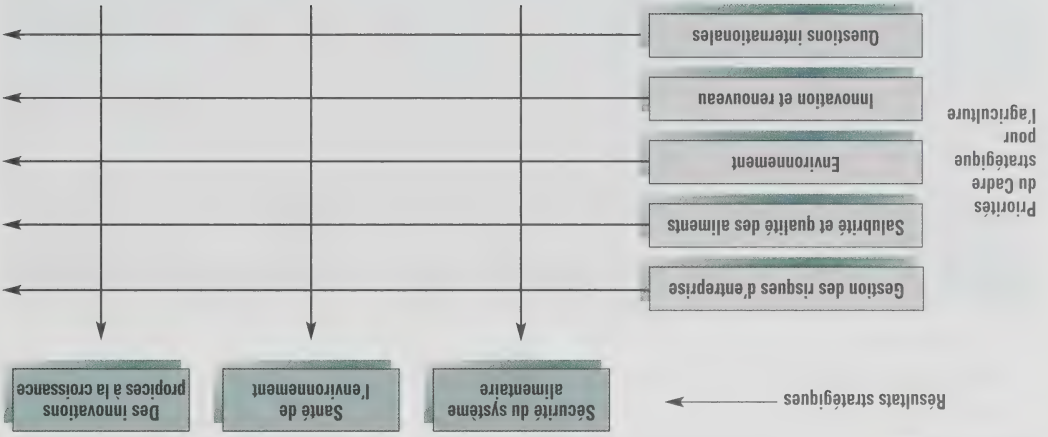 Résultats stratégiques
Sécurité du système
alimentaire
Santé de
l'environnement
Des innovations
propices à la croissance
Priorités
du Cadre
stratégique
pour
l'agriculture
Gestion des risques d'entreprise
Salubrité et qualité des aliments
Environnement
Innovation et renouveau
Questions internationales